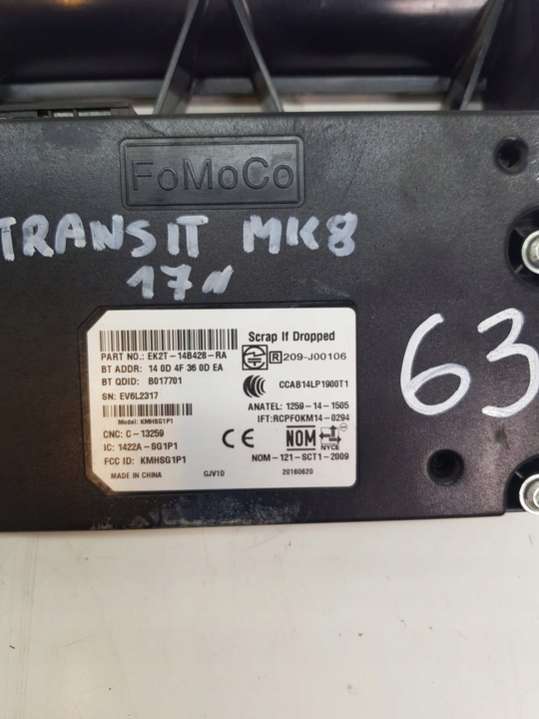 FoMoCo
TRANSIT MK8
17
63
Scrap If Dropped
PART NO.: EK2T-14B428-RA
R 209-J00106
BT ADDR: 14 0D 4F 36 0D EA
BT QDID: B017701
CCAB14LP1900T1
SN: EV6L2317
ANATEL: 1259-14-1505
Model: KMHSG1P1
IFT:RCPFOKM14-0294
CNC: C-13259
CE
NOM
NYCE
IC: 1422A-SG1P1
FCC ID: KMHSG1P1
NOM-121-SCT1-2009
MADE IN CHINA
GJV10
20160620